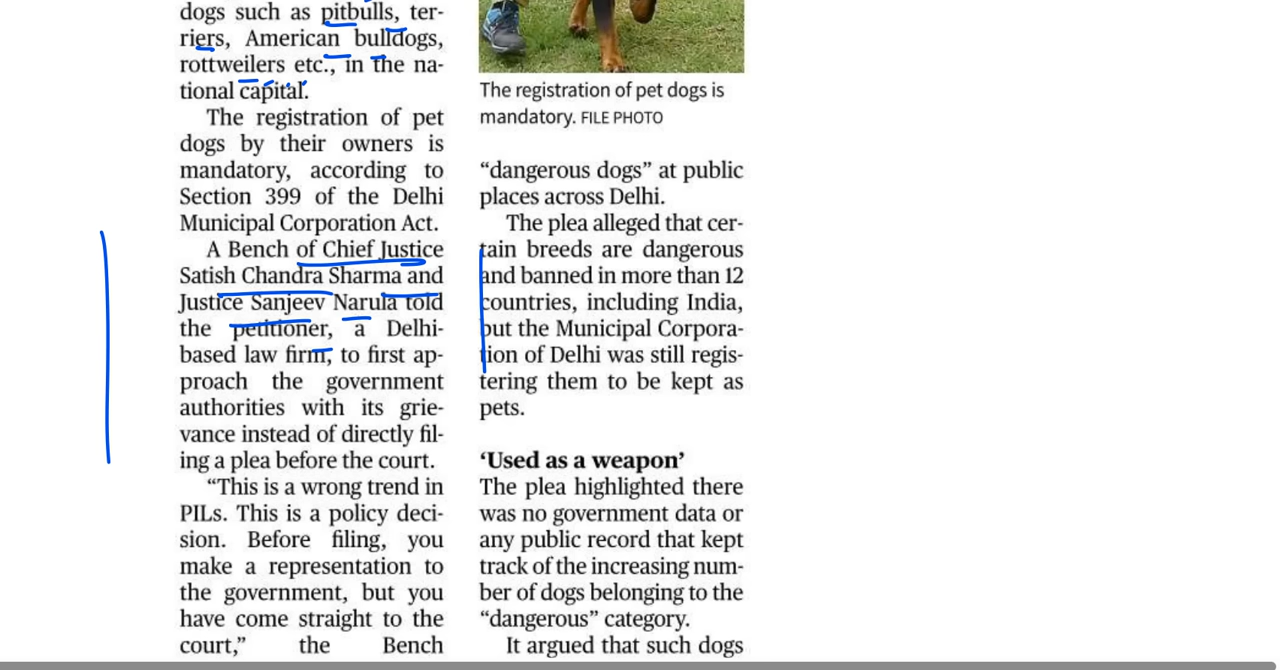 dogs such as pitbulls, ter-
riers, American bulldogs,
rottweilers etc., in the na-
tional capital.
The registration of pet
dogs by their owners is
mandatory, according to
Section 399 of the Delhi
Municipal Corporation Act.
A Bench of Chief Justice
Satish Chandra Sharma and
Justice Sanjeev Narula told
the petitioner, a Delhi-
based law firm, to first ap-
proach the government
authorities with its grie-
vance instead of directly fil-
ing a plea before the court.
“This is a wrong trend in
PILs. This is a policy deci-
sion. Before filing, you
make a representation to
the government, but you
have come straight to the
court,” the Bench
The registration of pet dogs is
mandatory. FILE PHOTO
“dangerous dogs” at public
places across Delhi.
The plea alleged that cer-
tain breeds are dangerous
and banned in more than 12
countries, including India,
but the Municipal Corpora-
tion of Delhi was still regis-
tering them to be kept as
pets.
‘Used as a weapon’
The plea highlighted there
was no government data or
any public record that kept
track of the increasing num-
ber of dogs belonging to the
“dangerous” category.
It argued that such dogs